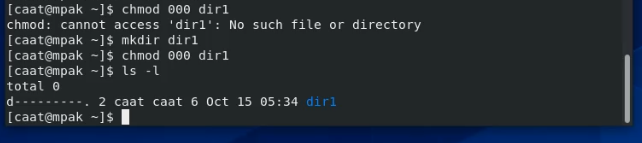 [caat@mpak ~]$ chmod 000 dir1
chmod: cannot access 'dir1': No such file or directory
[caat@mpak ~]$ mkdir dir1
[caat@mpak ~]$ chmod 000 dir1
[caat@mpak ~]$ ls -l
total 0
d---------. 2 caat caat 6 Oct 15 05:34 dir1
[caat@mpak ~]$